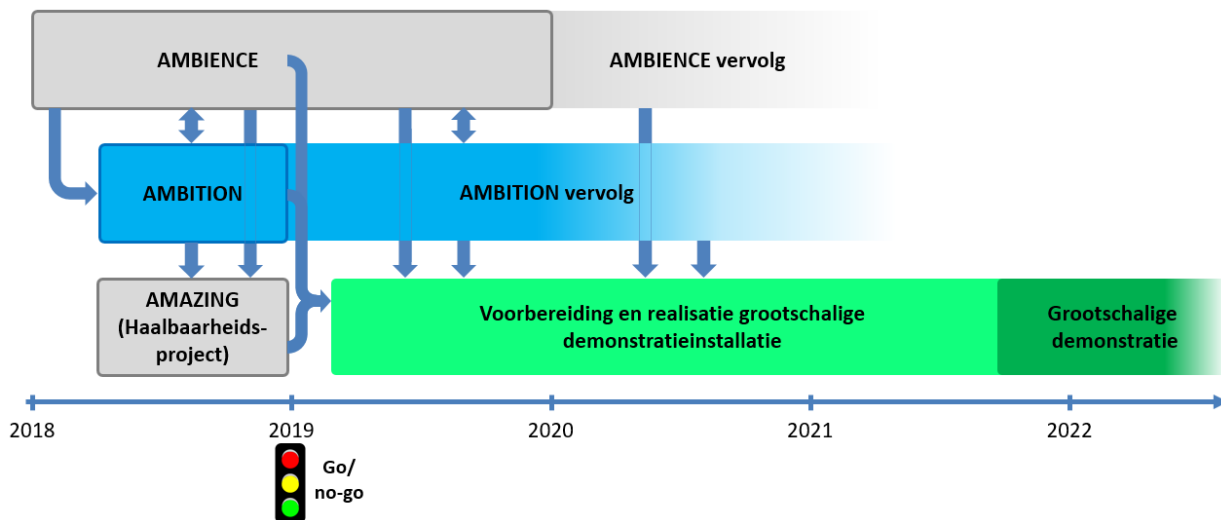 AMBIENCE
AMBIENCE vervolg
AMBITION
AMBITION vervolg
AMAZING
(Haalbaarheids-
project)
Voorbereiding en realisatie grootschalige
demonstratieinstallatie
Grootschalige
demonstratie
2018
2019
2020
2021
2022
Go/
no-go